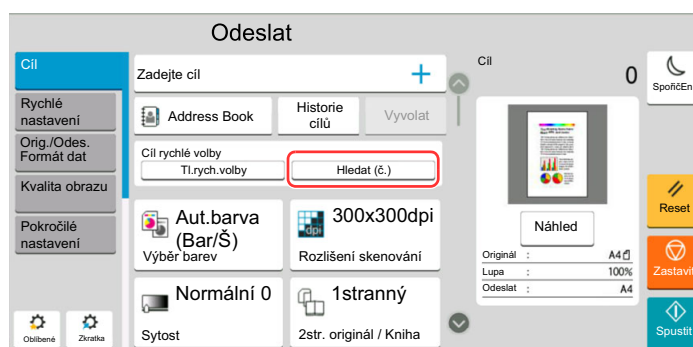 Odeslat
Cíl
Rychlé
nastavení
Orig./Odes.
Formát dat
Kvalita obrazu
Pokročilé
nastavení
Oblíbené
Zkratka
Zadejte cíl
Address Book
Historie
cílů
Vyvolat
Cíl rychlé volby
Tl.rych.volby
Hledat (č.)
Aut.barva
(Bar/Š)
Výběr barev
dpi
300x300dpi
Rozlišení skenování
Normální 0
Sytost
1stranný
2str. originál / Kniha
Cíl
0
Náhled
Originál : A4
Lupa : 100%
Odeslat : A4
SpořičEn
Reset
Zastavit
Spustit